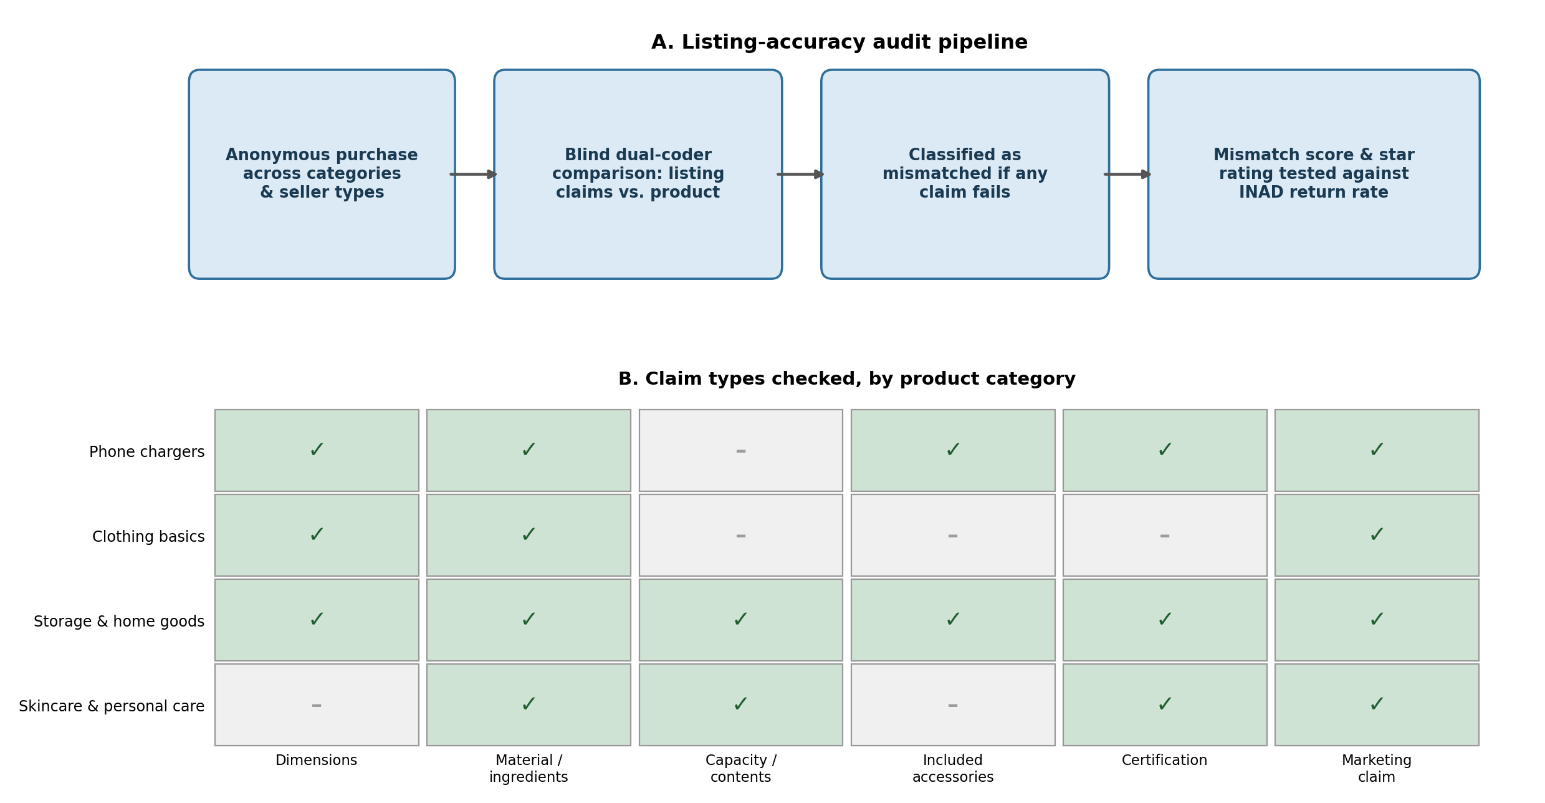 A. Listing-accuracy audit pipeline
Anonymous purchase
across categories
& seller types
Blind dual-coder
comparison: listing
claims vs. product
Classified as
mismatched if any
claim fails
Mismatch score & star
rating tested against
INAD return rate
B. Claim types checked, by product category
Phone chargers
✓ ✓ – ✓ ✓ ✓
Clothing basics
✓ ✓ – – – ✓
Storage & home goods
✓ ✓ ✓ ✓ ✓ ✓
Skincare & personal care
– ✓ ✓ – ✓ ✓
Dimensions
Material /
ingredients
Capacity /
contents
Included
accessories
Certification
Marketing
claim